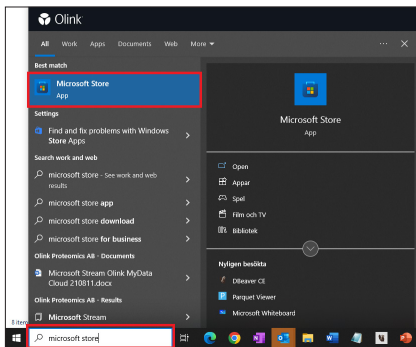 Olink
All Work Apps Documents Web More
Best match
Microsoft Store
App
Settings
Find and fix problems with Windows
Store Apps
Search work and web
microsoft store - See work and web
results
microsoft store app
microsoft store download
microsoft store for business
Olink Proteomics AB - Documents
Microsoft Stream Olink MyData
Cloud 210811.docx
Olink Proteomics AB - Results
Microsoft Stream
8 item
microsoft store
Microsoft Store
App
Open
Appar
Spel
Film och TV
Bibliotek
Nyligen besökta
DBeaver CE
Parquet Viewer
Microsoft Whiteboard